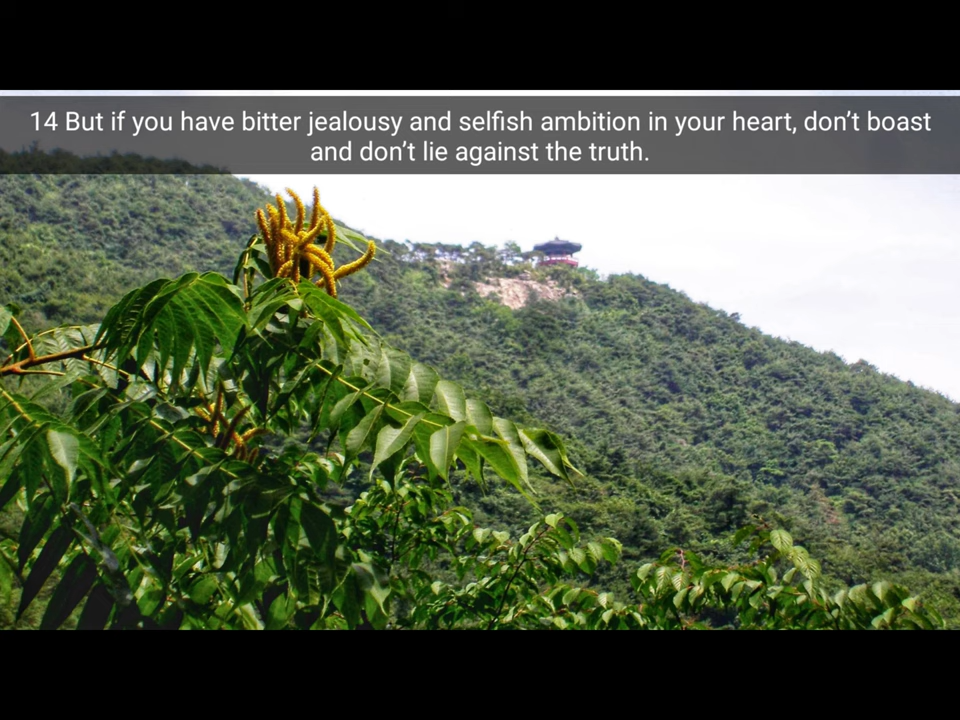 14 But if you have bitter jealousy and selfish ambition in your heart, don’t boast
and don’t lie against the truth.